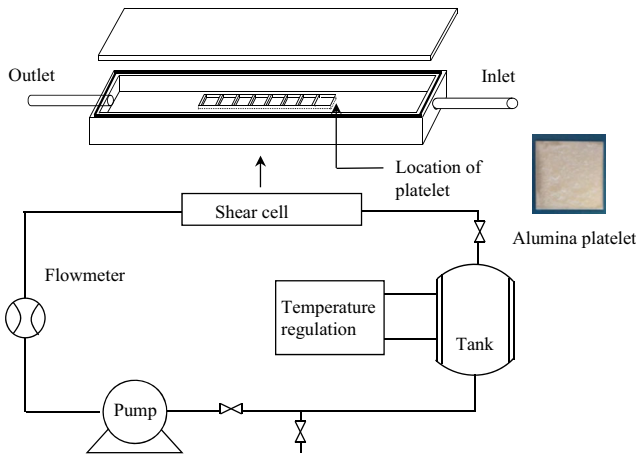 Outlet
Inlet
Location of
platelet
Alumina platelet
Shear cell
Flowmeter
Temperature
regulation
Tank
Pump